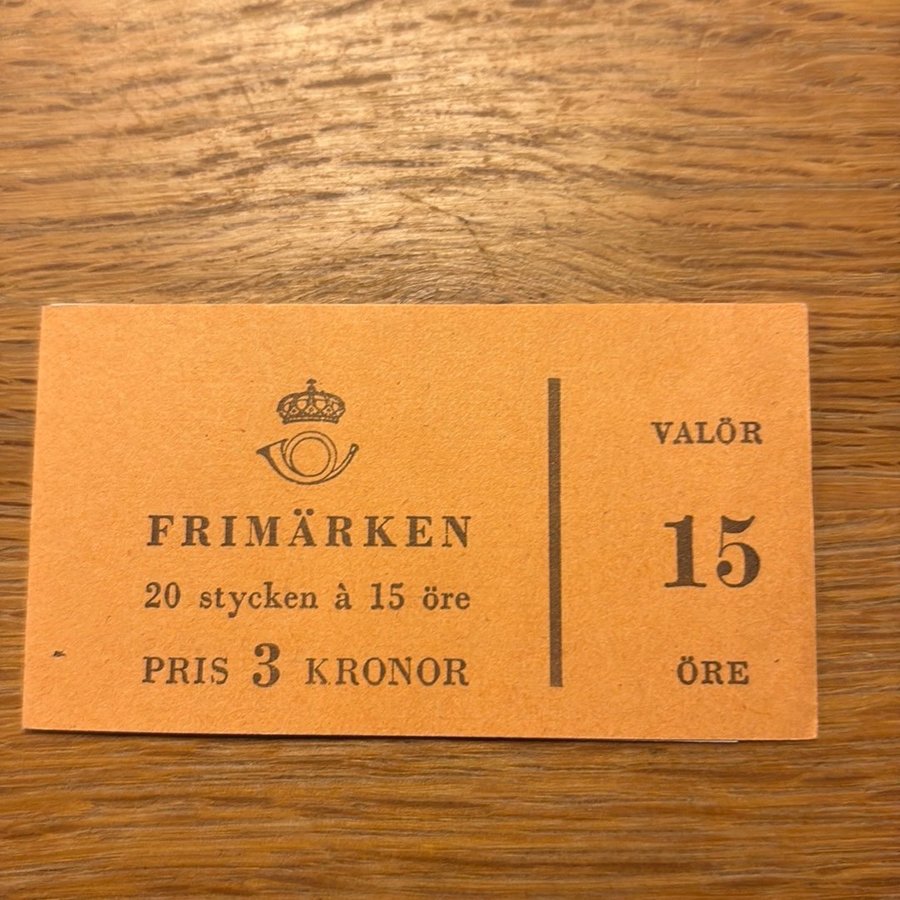 FRIMÄRKEN
20 stycken à 15 öre
PRIS 3 KRONOR
VALÖR
15
ÖRE